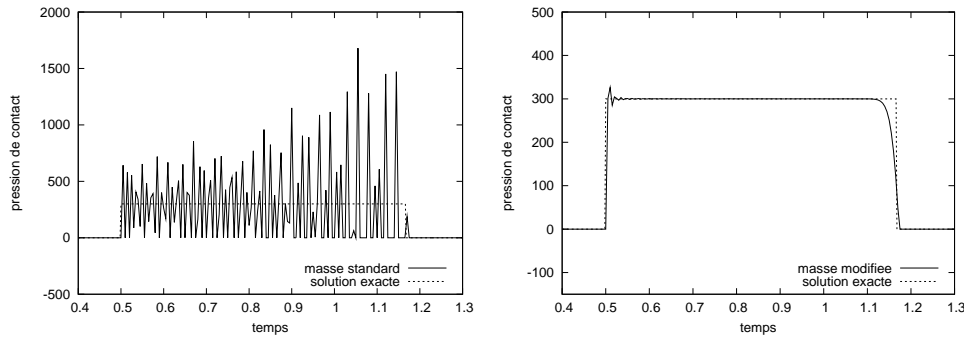 2000
1500
1000
500
0
-500
pression de contact
masse standard
solution exacte
0.4 0.5 0.6 0.7 0.8 0.9 1 1.1 1.2 1.3
temps
500
400
300
200
100
0
-100
pression de contact
masse modifiee
solution exacte
0.4 0.5 0.6 0.7 0.8 0.9 1 1.1 1.2 1.3
temps